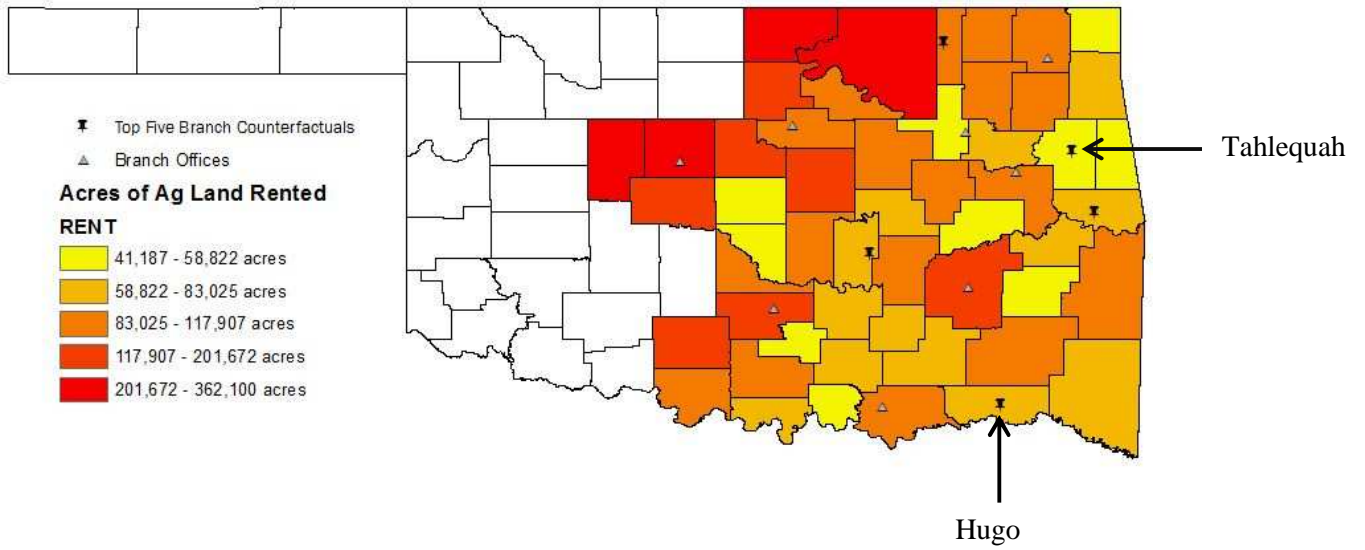 Top Five Branch Counterfactuals
Branch Offices
Acres of Ag Land Rented
RENT
41,187 - 58,822 acres
58,822 - 83,025 acres
83,025 - 117,907 acres
117,907 - 201,672 acres
201,672 - 362,100 acres
Tahlequah
Hugo